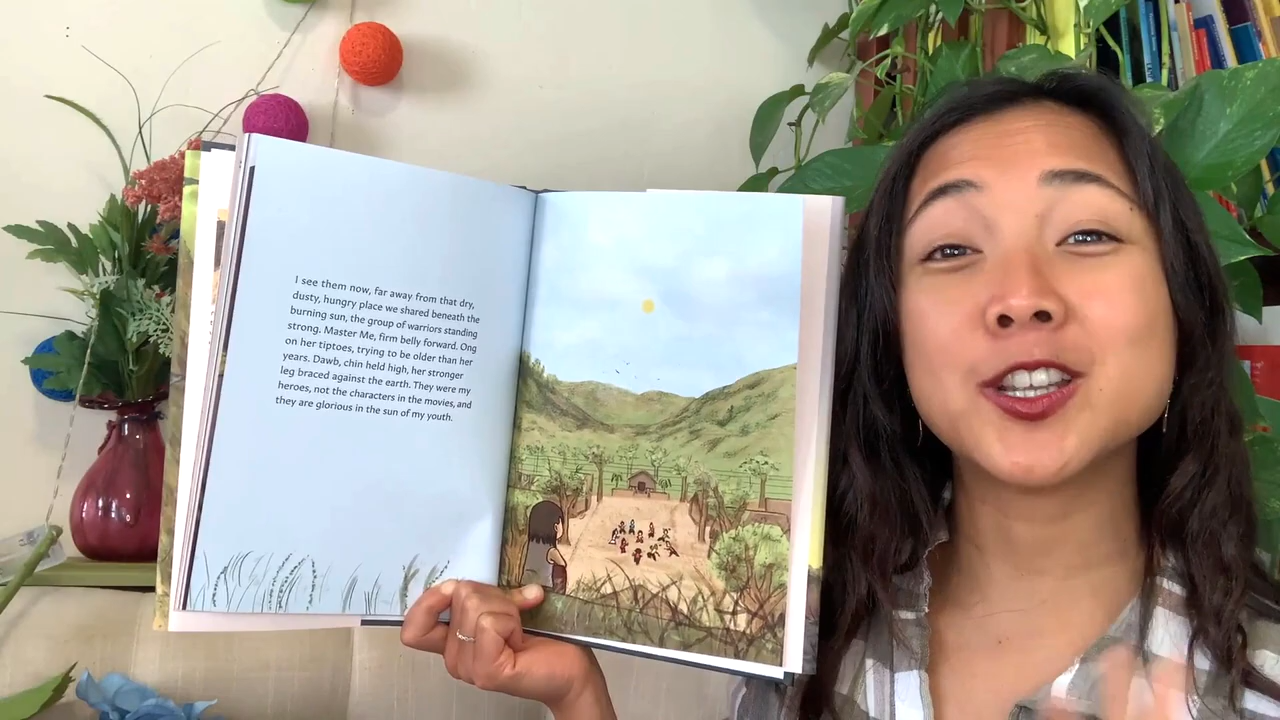 I see them now, far away from that dry,
dusty, hungry place we shared beneath the
burning sun, the group of warriors standing
strong. Master Me, firm belly forward. Ong
on her tiptoes, trying to be older than her
years. Dawb, chin held high, her stronger
leg braced against the earth. They were my
heroes, not the characters in the movies, and
they are glorious in the sun of my youth.